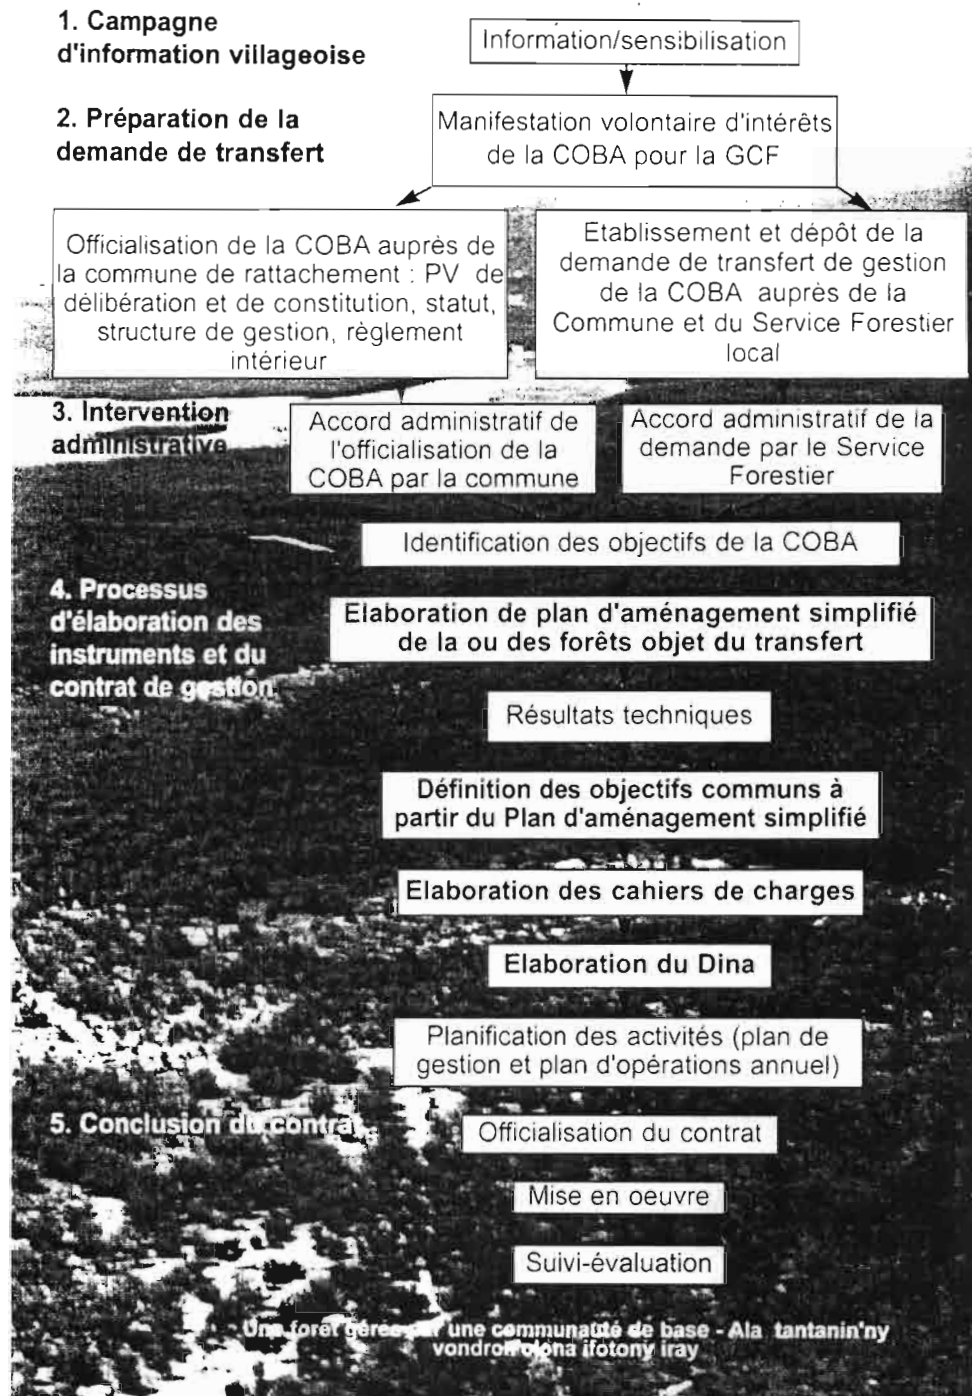 1. Campagne
d'information villageoise
Information/sensibilisation
2. Préparation de la
demande de transfert
Manifestation volontaire d'intérêts
de la COBA pour la GCF
Officialisation de la COBA auprès de
la commune de rattachement : PV de
délibération et de constitution, statut,
structure de gestion, règlement
intérieur
Etablissement et dépôt de la
demande de transfert de gestion
de la COBA auprès de la
Commune et du Service Forestier
local
3. Intervention
administrative
Accord administratif de
l'officialisation de la
COBA par la commune
Accord administratif de la
demande par le Service
Forestier
Identification des objectifs de la COBA
4. Processus
d'élaboration des
instruments et du
contrat de gestion
Elaboration de plan d'aménagement simplifié
de la ou des forêts objet du transfert
Résultats techniques
Définition des objectifs communs à
partir du Plan d'aménagement simplifié
Elaboration des cahiers de charges
Elaboration du Dina
Planification des activités (plan de
gestion et plan d'opérations annuel)
5. Conclusion du contrat
Officialisation du contrat
Mise en oeuvre
Suivi-évaluation
Une foret gérée par une communauté de base - Ala tantanin'ny
vondron'olona ifotony iray